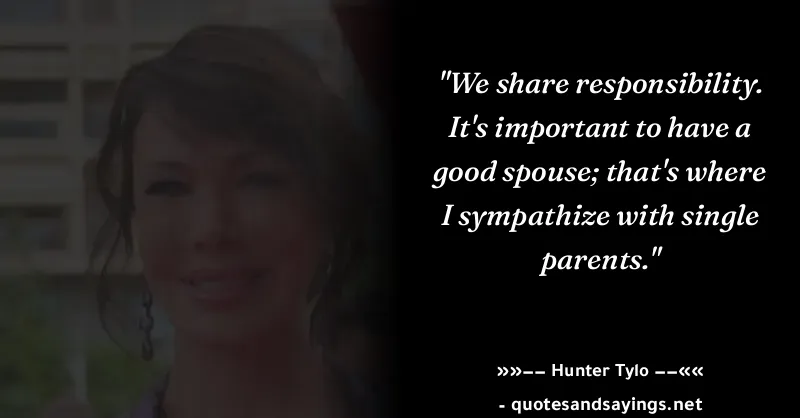 "We share responsibility.
It's important to have a
good spouse; that's where
I sympathize with single
parents."
»»−− Hunter Tylo −−««
- quotesandsayings.net